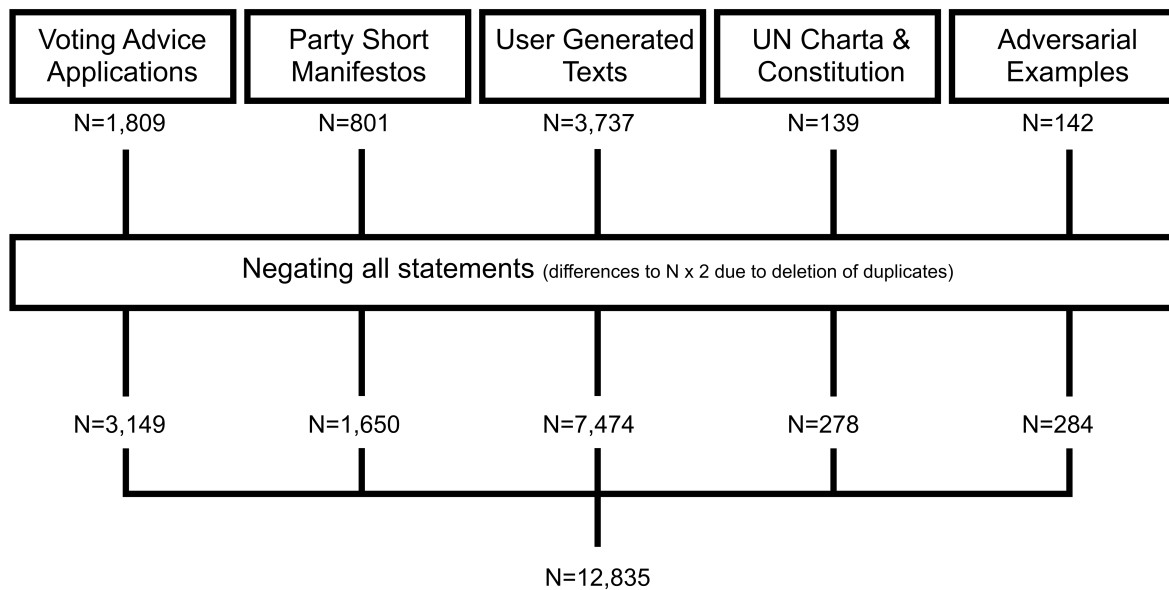 Voting Advice
Applications
Party Short
Manifestos
User Generated
Texts
UN Charta &
Constitution
Adversarial
Examples
N=1,809
N=801
N=3,737
N=139
N=142
Negating all statements (differences to N x 2 due to deletion of duplicates)
N=3,149
N=1,650
N=7,474
N=278
N=284
N=12,835